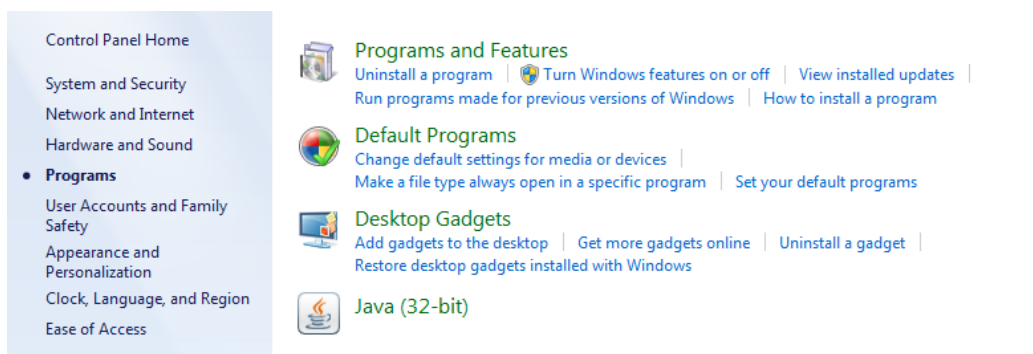 Control Panel Home
System and Security
Network and Internet
Hardware and Sound
Programs
User Accounts and Family
Safety
Appearance and
Personalization
Clock, Language, and Region
Ease of Access
Programs and Features
Uninstall a program Turn Windows features on or off View installed updates
Run programs made for previous versions of Windows How to install a program
Default Programs
Change default settings for media or devices
Make a file type always open in a specific program Set your default programs
Desktop Gadgets
Add gadgets to the desktop Get more gadgets online Uninstall a gadget
Restore desktop gadgets installed with Windows
Java (32-bit)